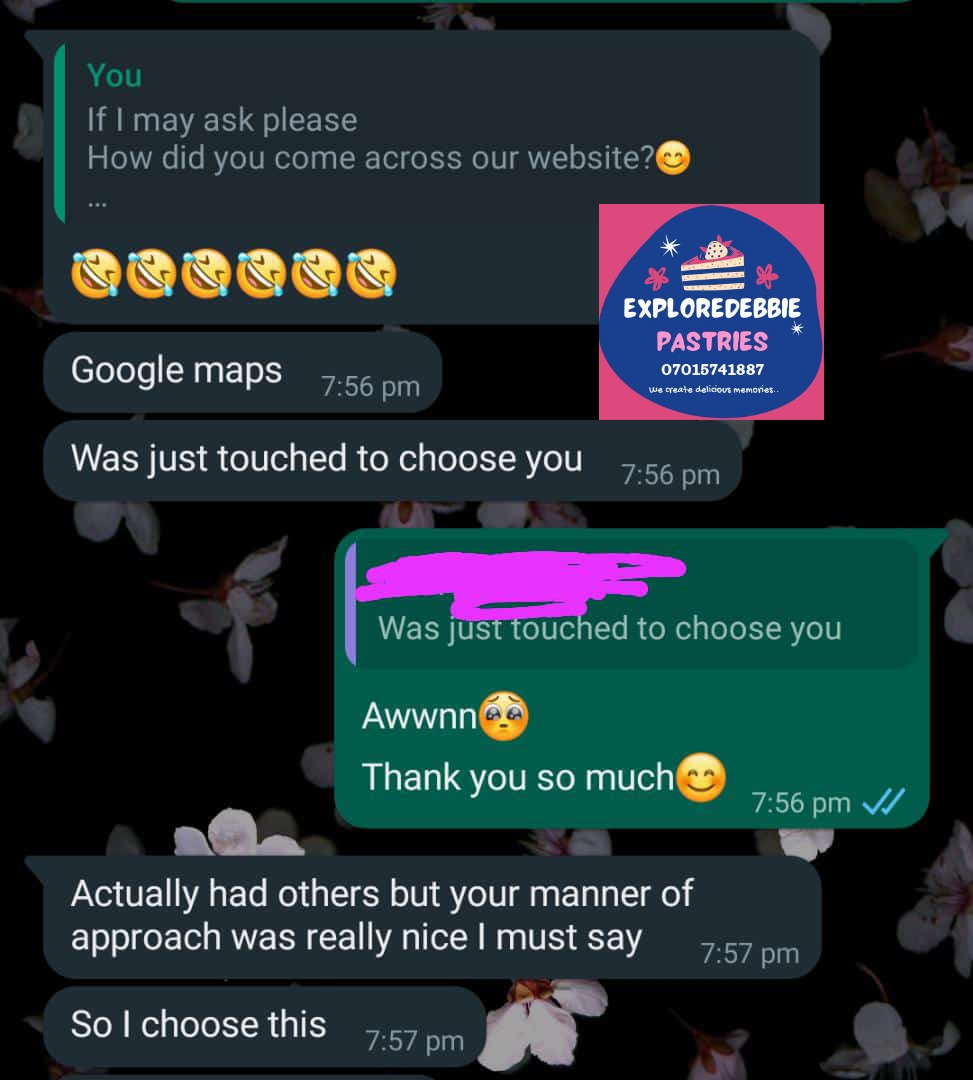 You
If I may ask please
How did you come across our website?😊
...
🤣🤣🤣🤣🤣🤣
EXPLOREDEBBIE
PASTRIES
07015741887
We create delicious memories..
Google maps 7:56 pm
Was just touched to choose you 7:56 pm
Was just touched to choose you
Awwnn🥺
Thank you so much😊 7:56 pm
Actually had others but your manner of
approach was really nice I must say 7:57 pm
So I choose this 7:57 pm